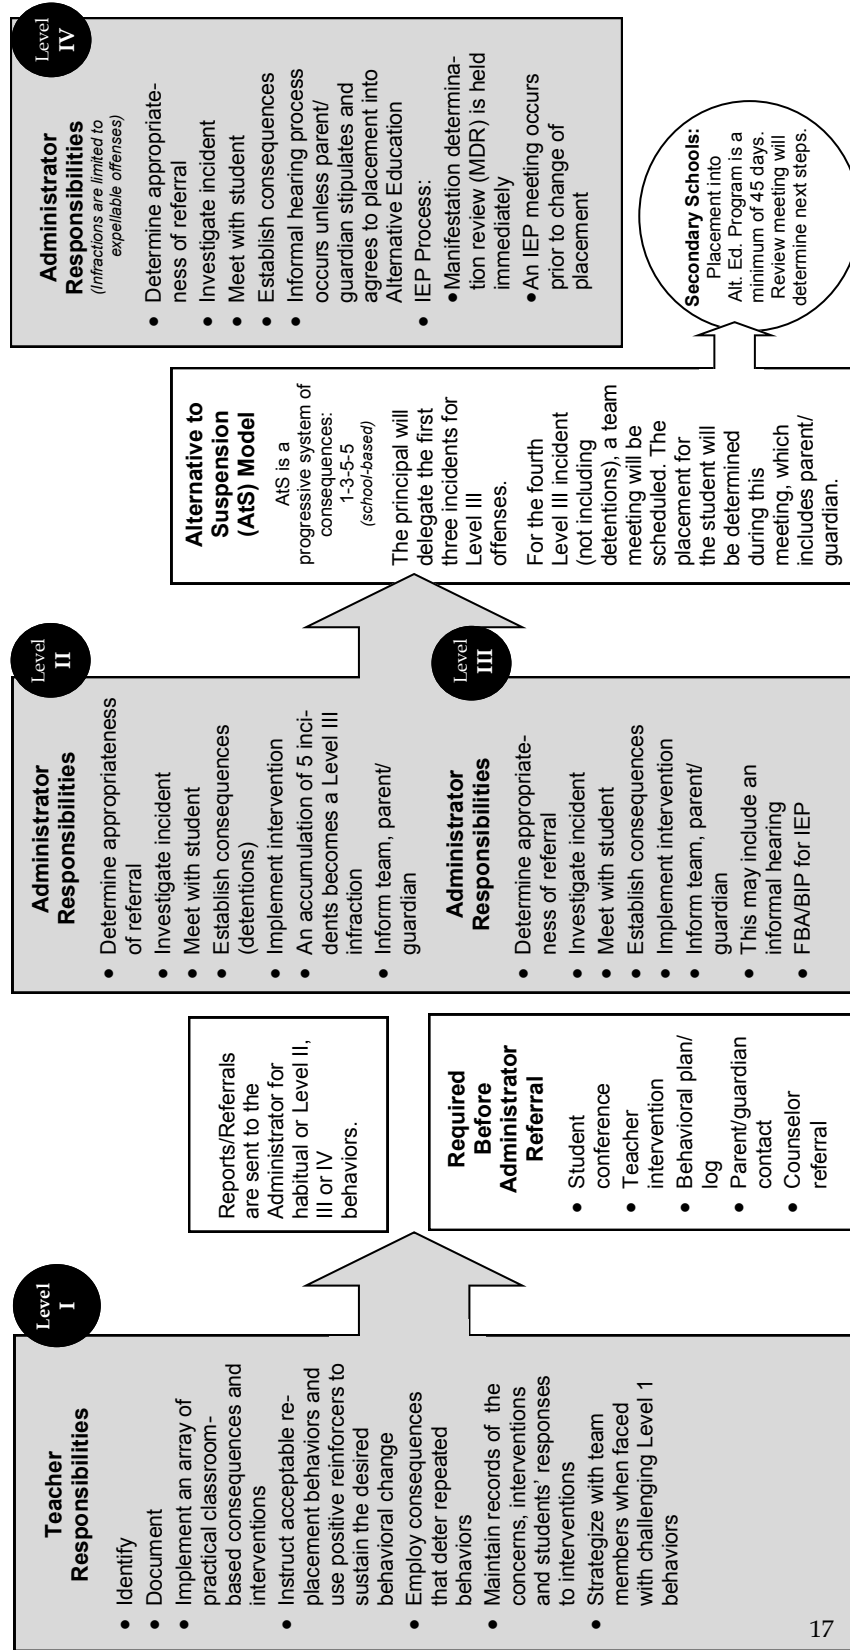 Level
I
Teacher
Responsibilities
• Identify
• Document
• Implement an array of
practical classroom-
based consequences and
interventions
• Instruct acceptable re-
placement behaviors and
use positive reinforcers to
sustain the desired
behavioral change
• Employ consequences
that deter repeated
behaviors
• Maintain records of the
concerns, interventions
and students' responses
to interventions
• Strategize with team
members when faced
with challenging Level 1
behaviors
Reports/Referrals
are sent to the
Administrator for
habitual or Level II,
III or IV
behaviors.
Required
Before
Administrator
Referral
• Student
conference
• Teacher
intervention
• Behavioral plan/
log
• Parent/guardian
contact
• Counselor
referral
Level
II
Administrator
Responsibilities
• Determine appropriateness
of referral
• Investigate incident
• Meet with student
• Establish consequences
(detentions)
• Implement intervention
• An accumulation of 5 inci-
dents becomes a Level III
infraction
• Inform team, parent/
guardian
Level
III
Administrator
Responsibilities
• Determine appropriate-
ness of referral
• Investigate incident
• Meet with student
• Establish consequences
• Implement intervention
• Inform team, parent/
guardian
• This may include an
informal hearing
• FBA/BIP for IEP
Alternative to
Suspension
(AtS) Model
AtS is a
progressive system of
consequences:
1-3-5-5
(school-based)
The principal will
delegate the first
three incidents for
Level III
offenses.
For the fourth
Level III incident
(not including
detentions), a team
meeting will be
scheduled. The
placement for
the student will
be determined
during this
meeting, which
includes parent/
guardian.
Level
IV
Administrator
Responsibilities
(Infractions are limited to
expellable offenses)
• Determine appropriate-
ness of referral
• Investigate incident
• Meet with student
• Establish consequences
• Informal hearing process
occurs unless parent/
guardian stipulates and
agrees to placement into
Alternative Education
• IEP Process:
• Manifestation determina-
tion review (MDR) is held
immediately
• An IEP meeting occurs
prior to change of
placement
Secondary Schools:
Placement into
Alt. Ed. Program is a
minimum of 45 days.
Review meeting will
determine next steps.
17